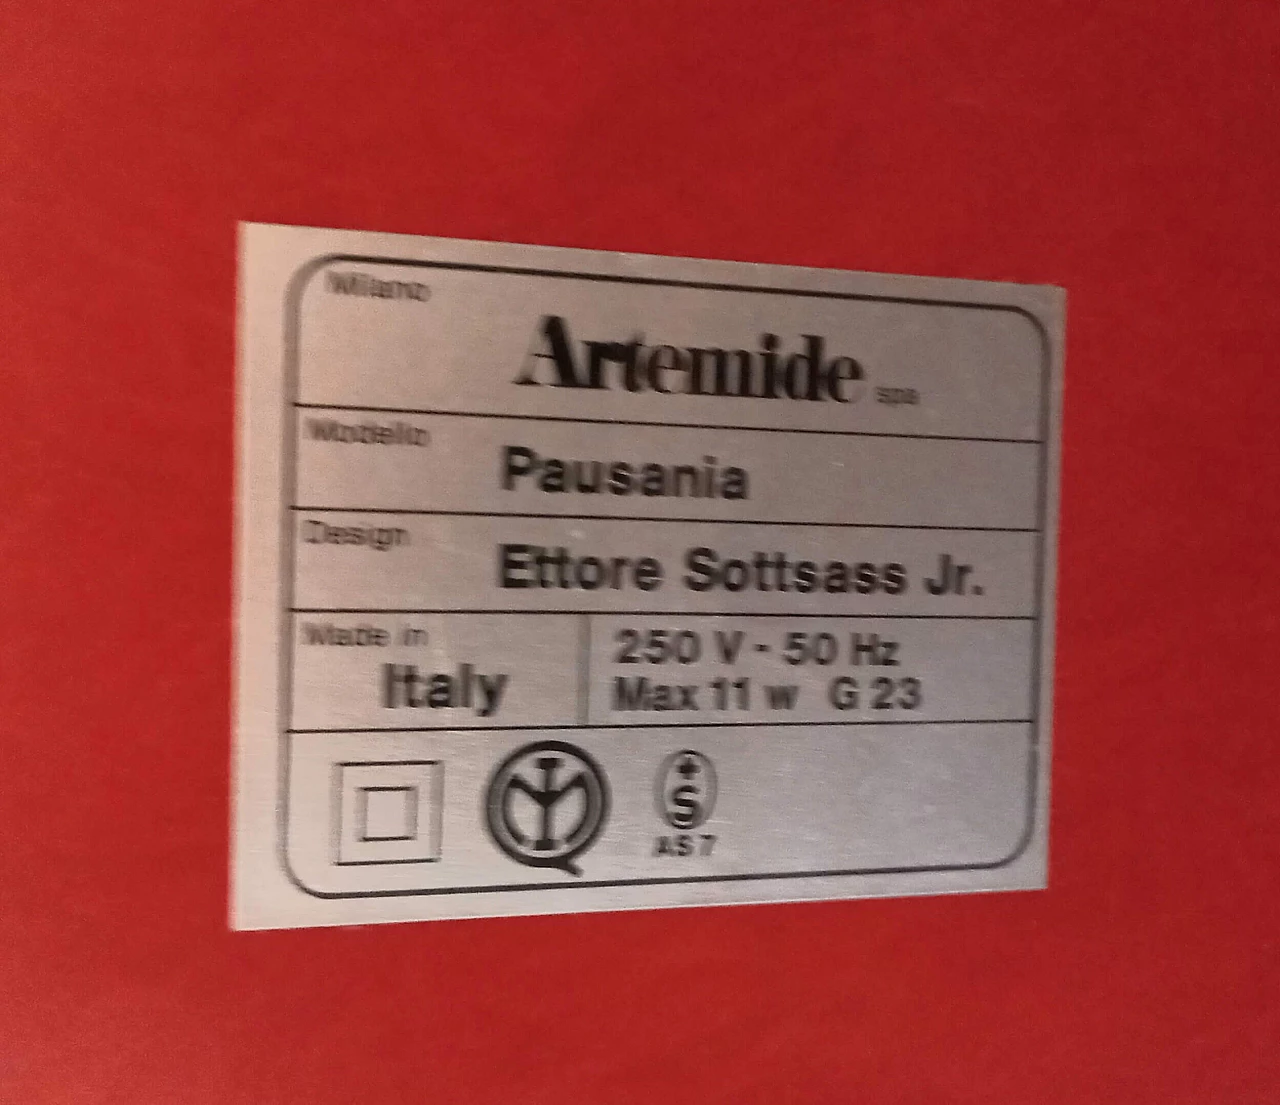 Milano
Artemide spa
Modello
Pausania
Design
Ettore Sottsass Jr.
Made in
Italy
250 V - 50 Hz
Max 11 w G 23
+
S
AS 7